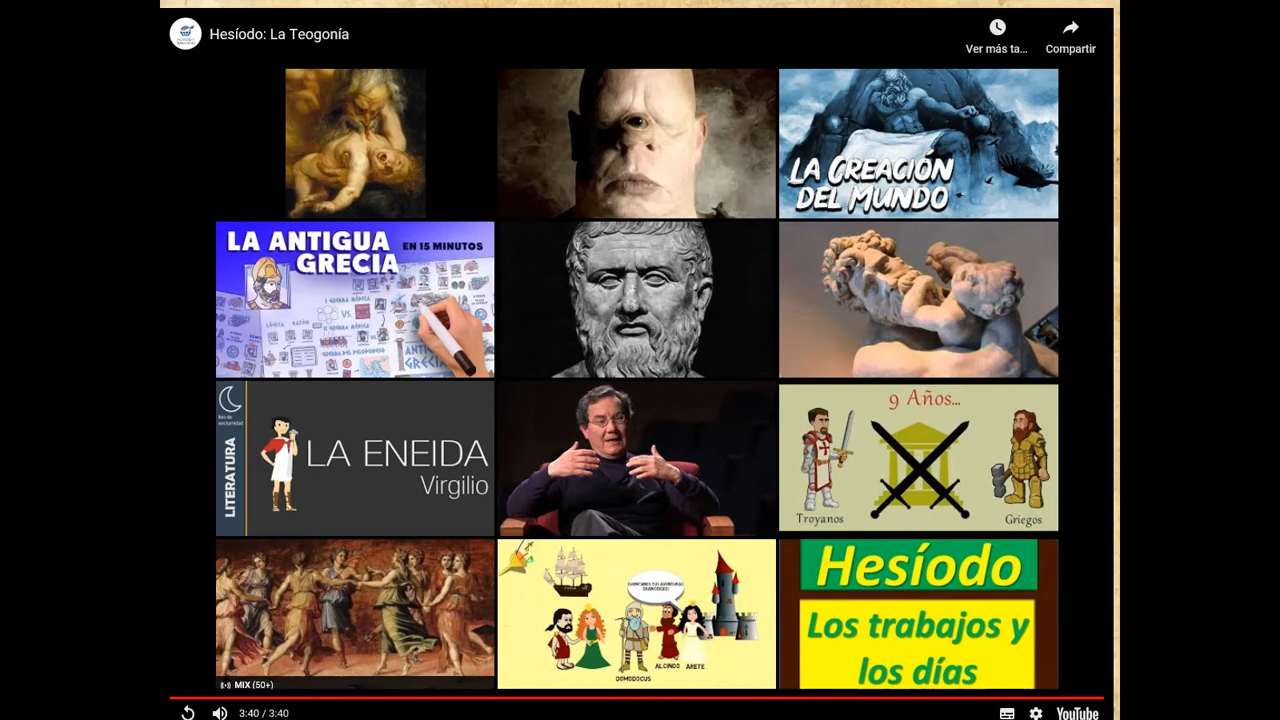 Hesíodo: La Teogonía
Ver más ta...
Compartir
LA CREACIÓN
DEL MUNDO
LA ANTIGUA
EN 15 MINUTOS
GRECIA
VS.
LITERATURA
LA ENEIDA
Virgilio
9 Años...
Troyanos
Griegos
MIX (50+)
ALCINOO
ARETE
DOMODOCUS
Hesíodo
Los trabajos y
los días
3:40 / 3:40
YouTube